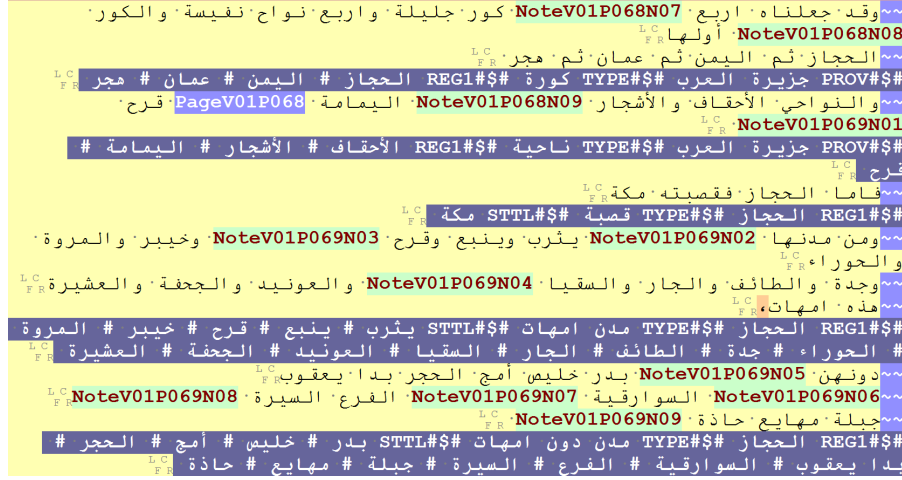 ~~وقد جعلناه اربع NoteV01P068N07 كور جليلة واربع نواح نفيسة والكور
NoteV01P068N08 أولها
~~الحجاز ثم اليمن ثم عمان ثم هجر
#$#PROV جزيرة العرب #$#TYPE كورة #$#REG1 الحجاز # اليمن # عمان # هجر
~~والنواحي الأحقاف والأشجار NoteV01P068N09 اليمامة PageV01P068 قرح
NoteV01P069N01
#$#PROV جزيرة العرب #$#TYPE ناحية #$#REG1 الأحقاف # الأشجار # اليمامة #
قرح
~~فاما الحجاز فقصبته مكة
#$#REG1 الحجاز #$#TYPE قصبة #$#STTL مكة
~~ومن مدنها NoteV01P069N02 يثرب وينبع وقرح NoteV01P069N03 وخيبر والمروة
والحوراء
~~وجدة والطائف والجار والسقيا NoteV01P069N04 والعونيد والجحفة والعشيرة
~~هذه امهات،
#$#REG1 الحجاز #$#TYPE مدن امهات #$#STTL يثرب # ينبع # قرح # خيبر # المروة
# الحوراء # جدة # الطائف # الجار # السقيا # العونيد # الجحفة # العشيرة
~~دونهن NoteV01P069N05 بدر خليص أمج الحجر بدا يعقوب
~~NoteV01P069N06 السوارقية NoteV01P069N07 الفرع السيرة NoteV01P069N08
~~جبلة مهايع حاذة NoteV01P069N09
#$#REG1 الحجاز #$#TYPE مدن دون امهات #$#STTL بدر # خليص # أمج # الحجر #
بدا يعقوب # السوارقية # الفرع # السيرة # جبلة # مهايع # حاذة